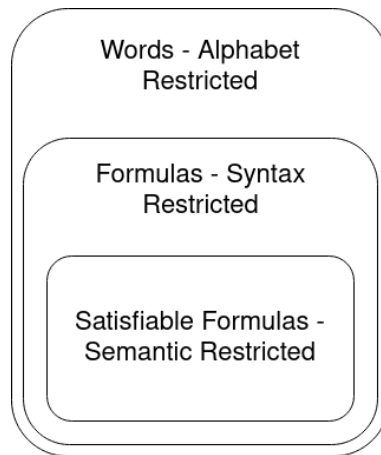 Words - Alphabet
Restricted
Formulas - Syntax
Restricted
Satisfiable Formulas -
Semantic Restricted